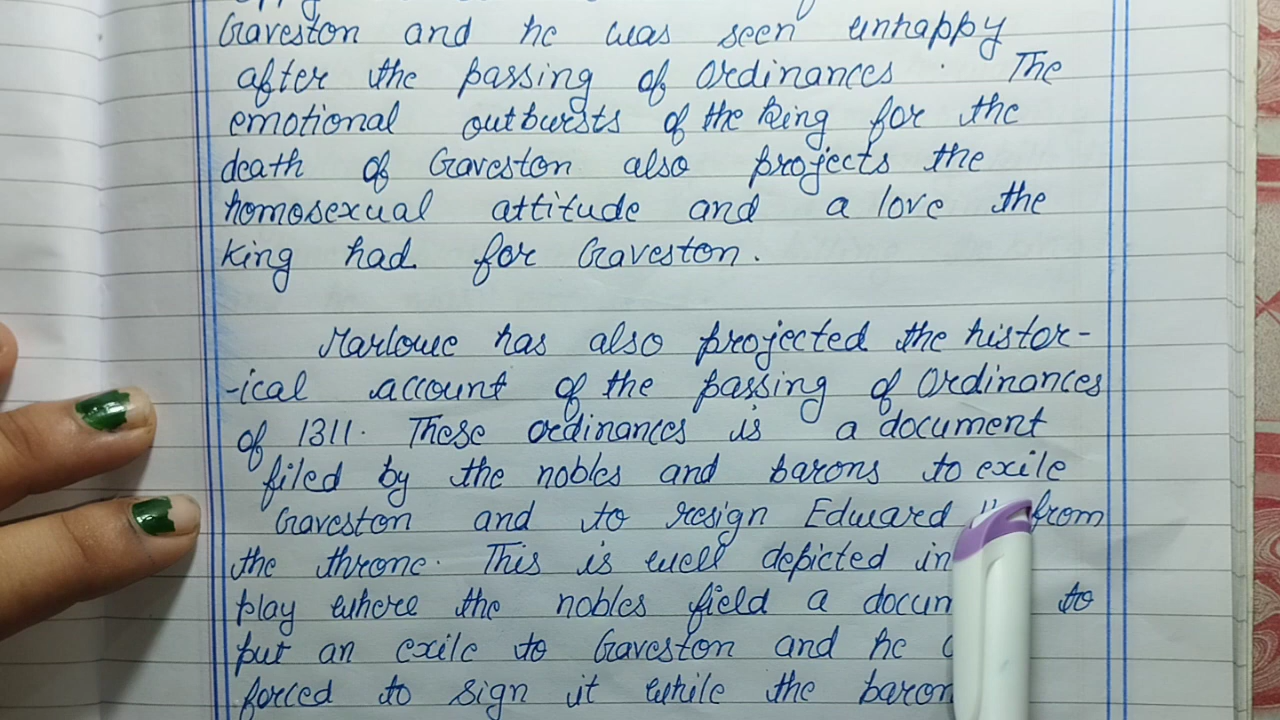 Gaveston and he was seen unhappy
after the passing of Ordinances . The
emotional outbursts of the king for the
death of Gaveston also projects the
homosexual attitude and a love the
king had for Gaveston.
Marlowe has also projected the histor-
-ical account of the passing of Ordinances
of 1311. These ordinances is a document
filed by the nobles and barons to exile
Gaveston and to resign Edward II from
the throne. This is well depicted in
play where the nobles field a docum to
put an exile to Gaveston and he
forced to sign it while the baron